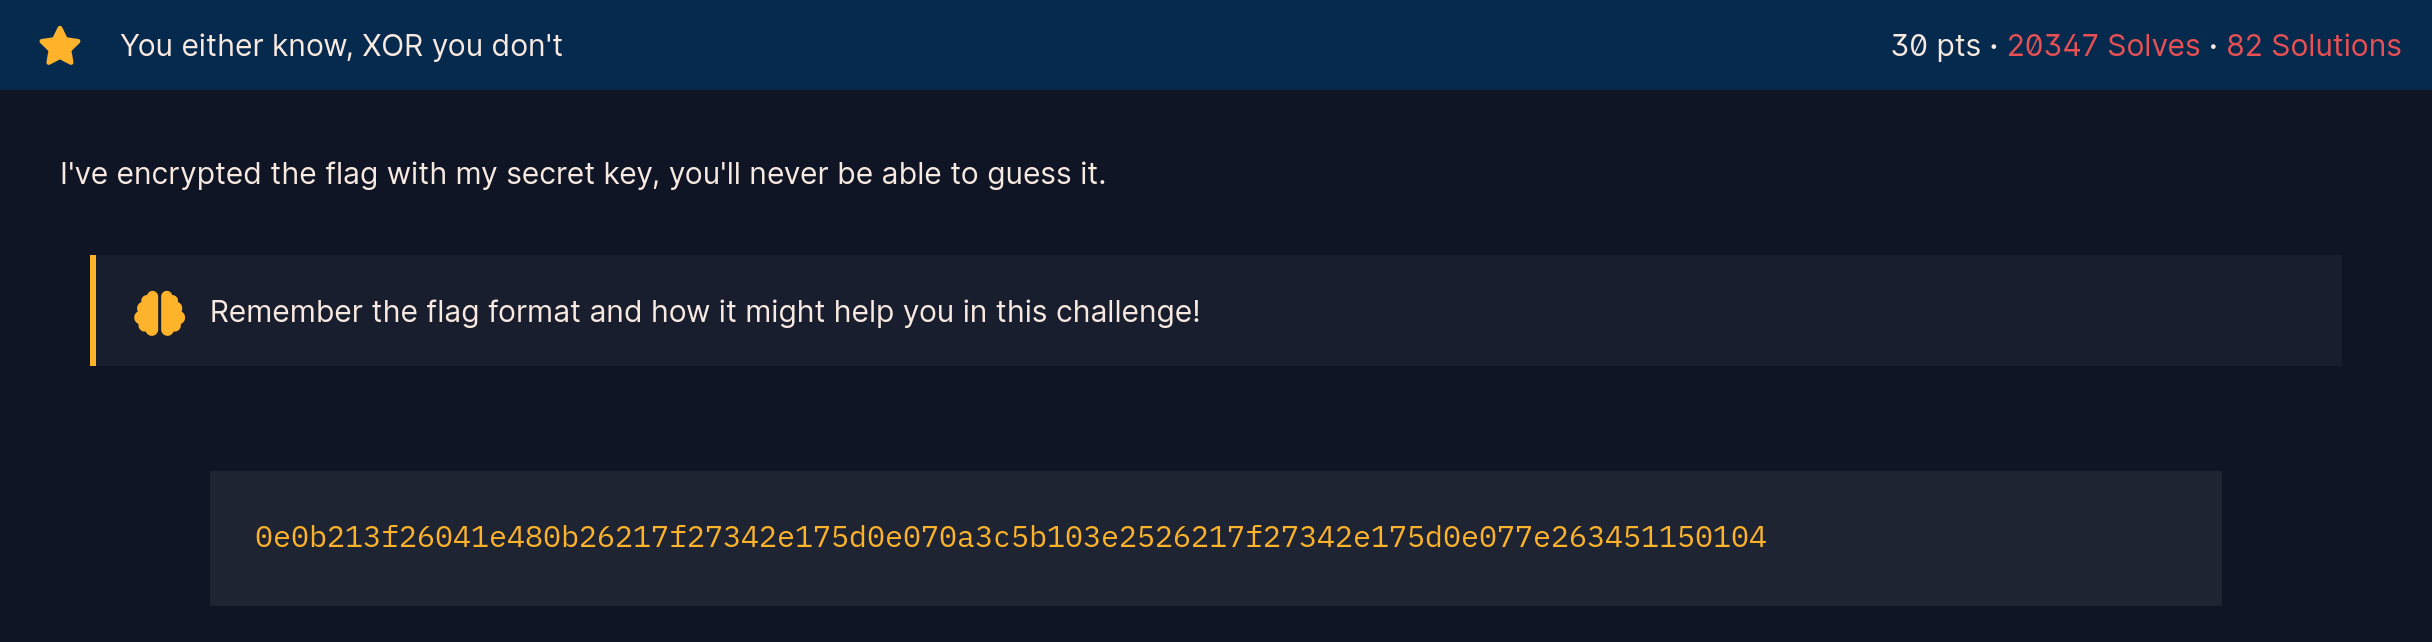 You either know, XOR you don't
30 pts · 20347 Solves · 82 Solutions
I've encrypted the flag with my secret key, you'll never be able to guess it.
Remember the flag format and how it might help you in this challenge!
0e0b213f26041e480b26217f27342e175d0e070a3c5b103e2526217f27342e175d0e077e263451150104